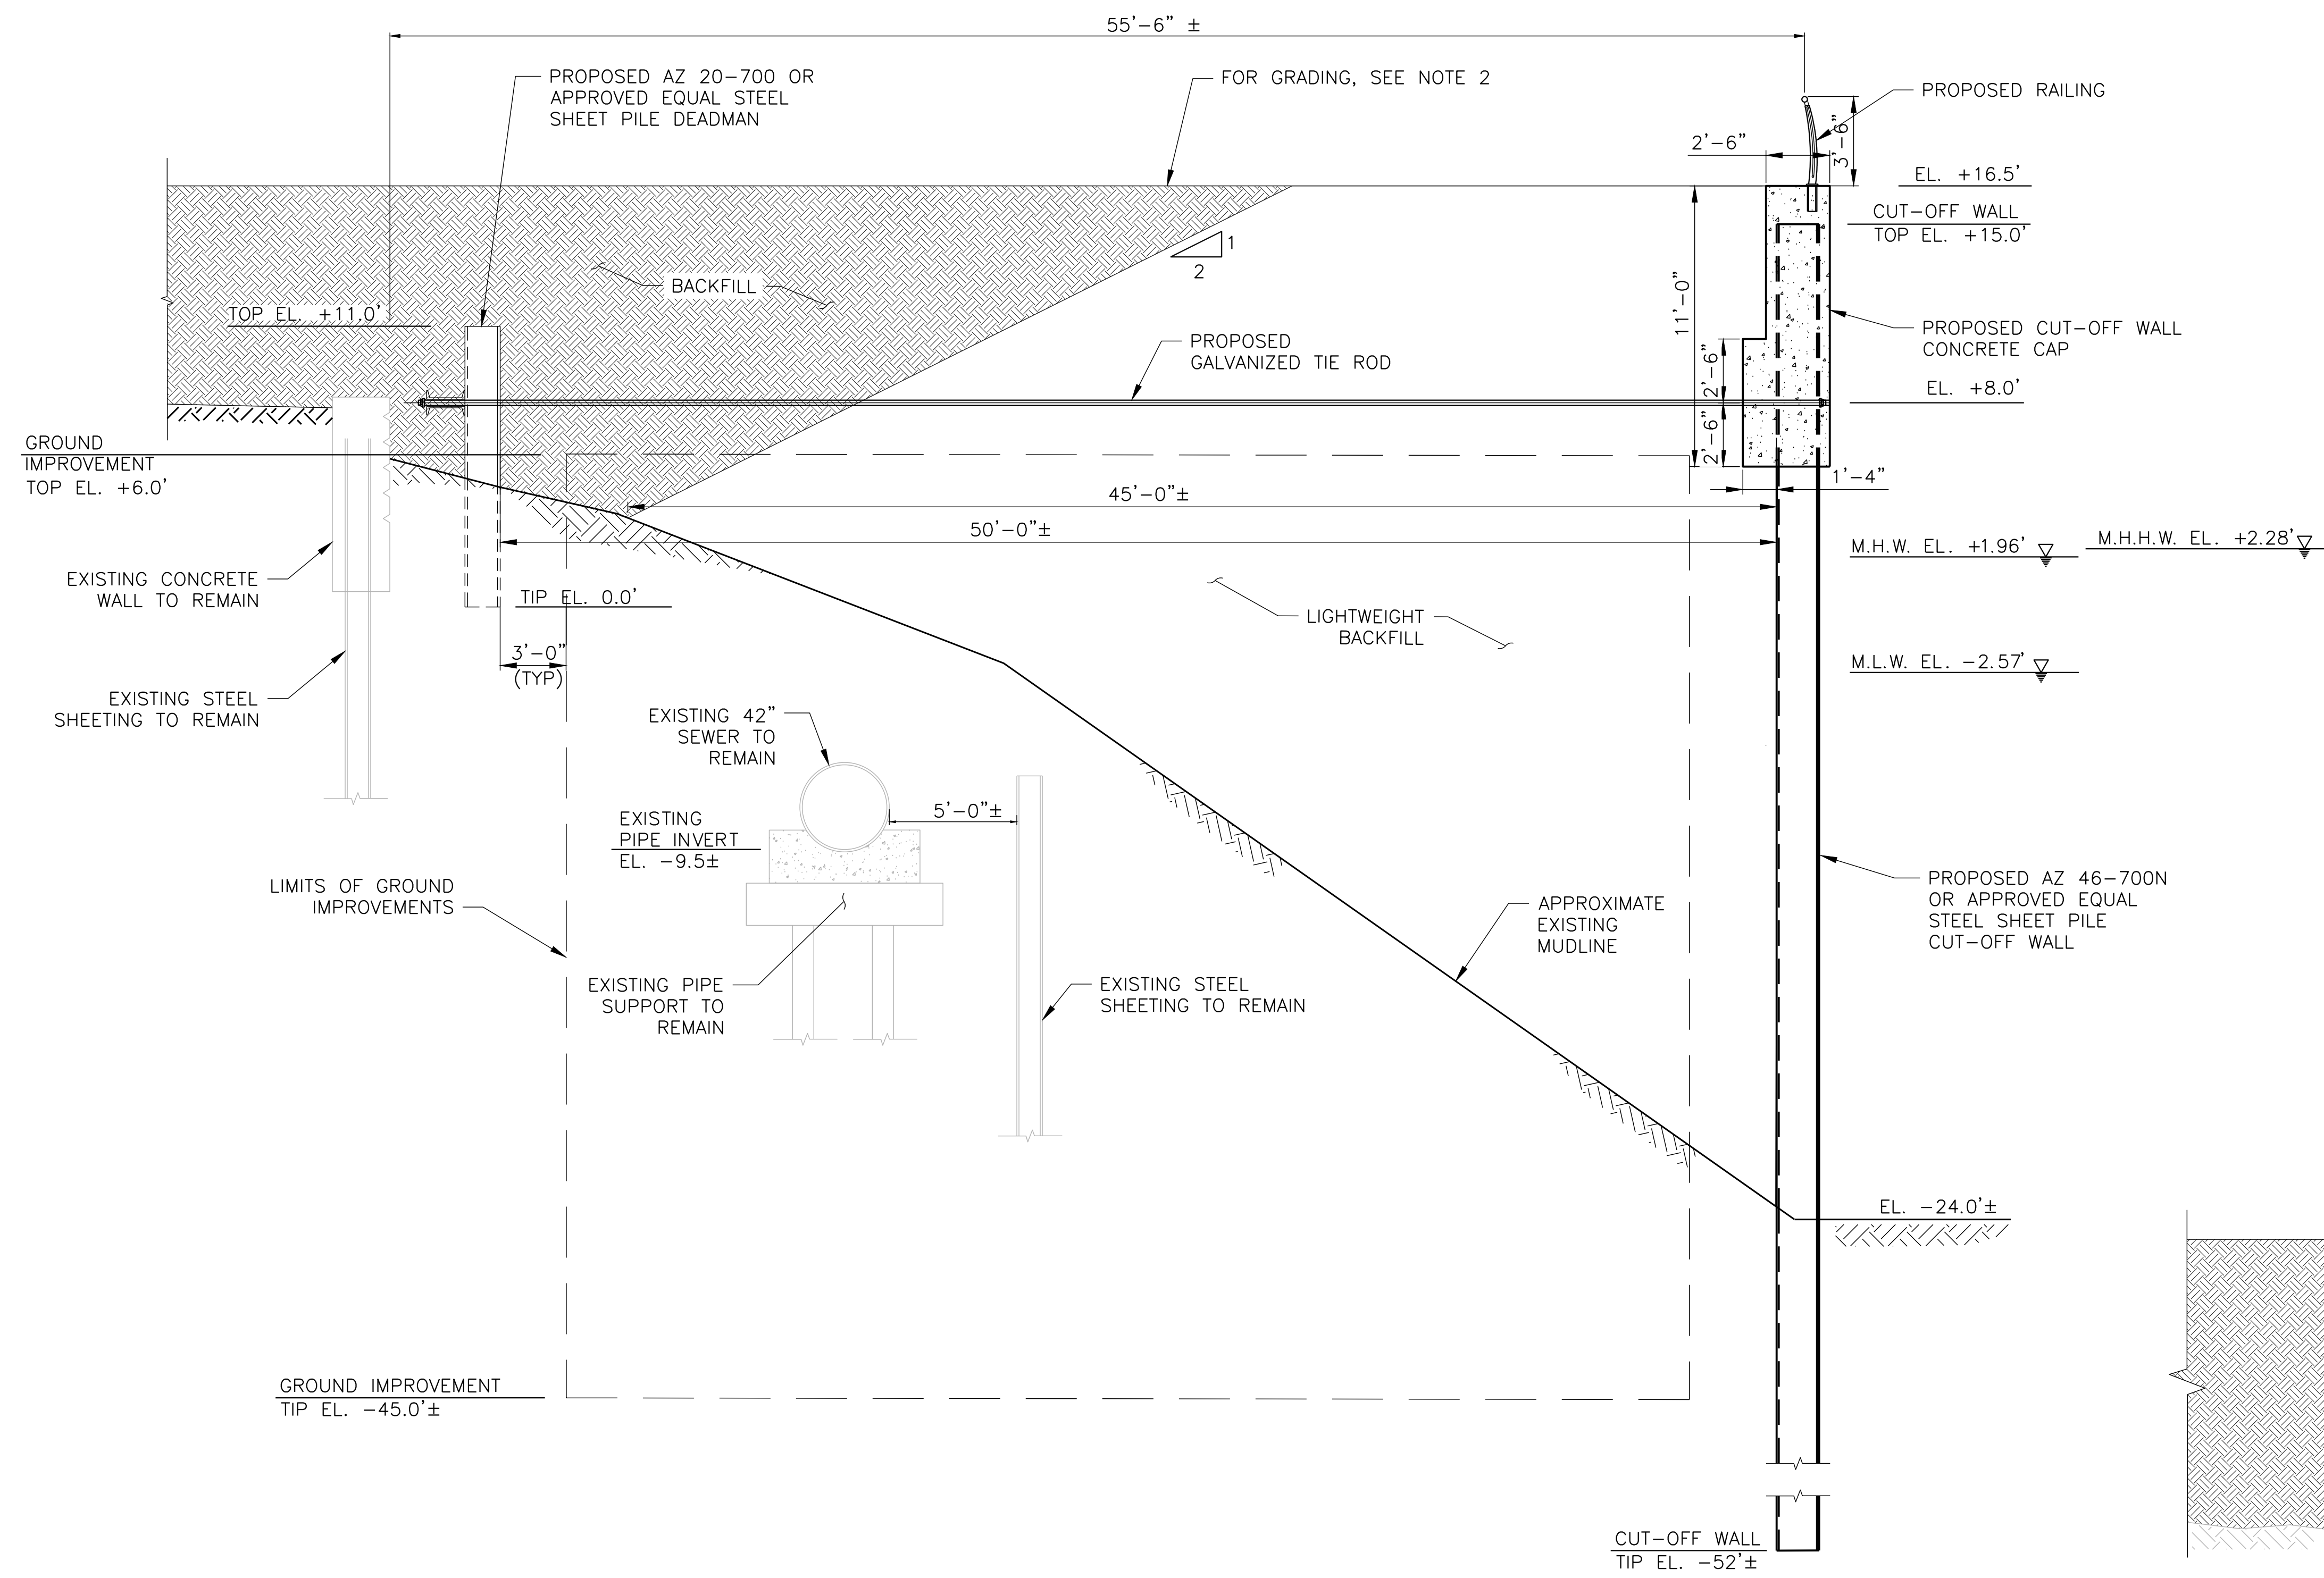 55'-6" ±
PROPOSED AZ 20-700 OR
APPROVED EQUAL STEEL
SHEET PILE DEADMAN
FOR GRADING, SEE NOTE 2
PROPOSED RAILING
2'-6"
3'-6"
EL. +16.5'
CUT-OFF WALL
TOP EL. +15.0'
1
2
BACKFILL
TOP EL. +11.0'
11'-0"
PROPOSED
GALVANIZED TIE ROD
PROPOSED CUT-OFF WALL
CONCRETE CAP
2'-6"
EL. +8.0'
2'-6"
GROUND
IMPROVEMENT
TOP EL. +6.0'
1'-4"
45'-0"±
50'-0"±
M.H.W. EL. +1.96'
M.H.H.W. EL. +2.28'
EXISTING CONCRETE
WALL TO REMAIN
TIP EL. 0.0'
LIGHTWEIGHT
BACKFILL
3'-0"
(TYP)
M.L.W. EL. -2.57'
EXISTING STEEL
SHEETING TO REMAIN
EXISTING 42"
SEWER TO
REMAIN
5'-0"±
EXISTING
PIPE INVERT
EL. -9.5±
LIMITS OF GROUND
IMPROVEMENTS
PROPOSED AZ 46-700N
OR APPROVED EQUAL
STEEL SHEET PILE
CUT-OFF WALL
APPROXIMATE
EXISTING
MUDLINE
EXISTING PIPE
SUPPORT TO
REMAIN
EXISTING STEEL
SHEETING TO REMAIN
EL. -24.0'±
GROUND IMPROVEMENT
TIP EL. -45.0'±
CUT-OFF WALL
TIP EL. -52'±